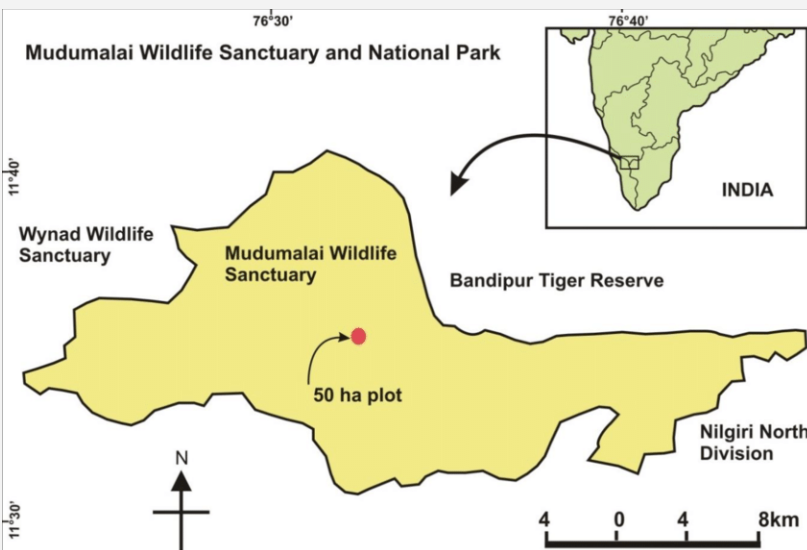 76°30'
76°40'
Mudumalai Wildlife Sanctuary and National Park
11°40'
INDIA
Wynad Wildlife
Sanctuary
Mudumalai Wildlife
Sanctuary
Bandipur Tiger Reserve
50 ha plot
Nilgiri North
Division
N
11°30'
4 0 4 8km